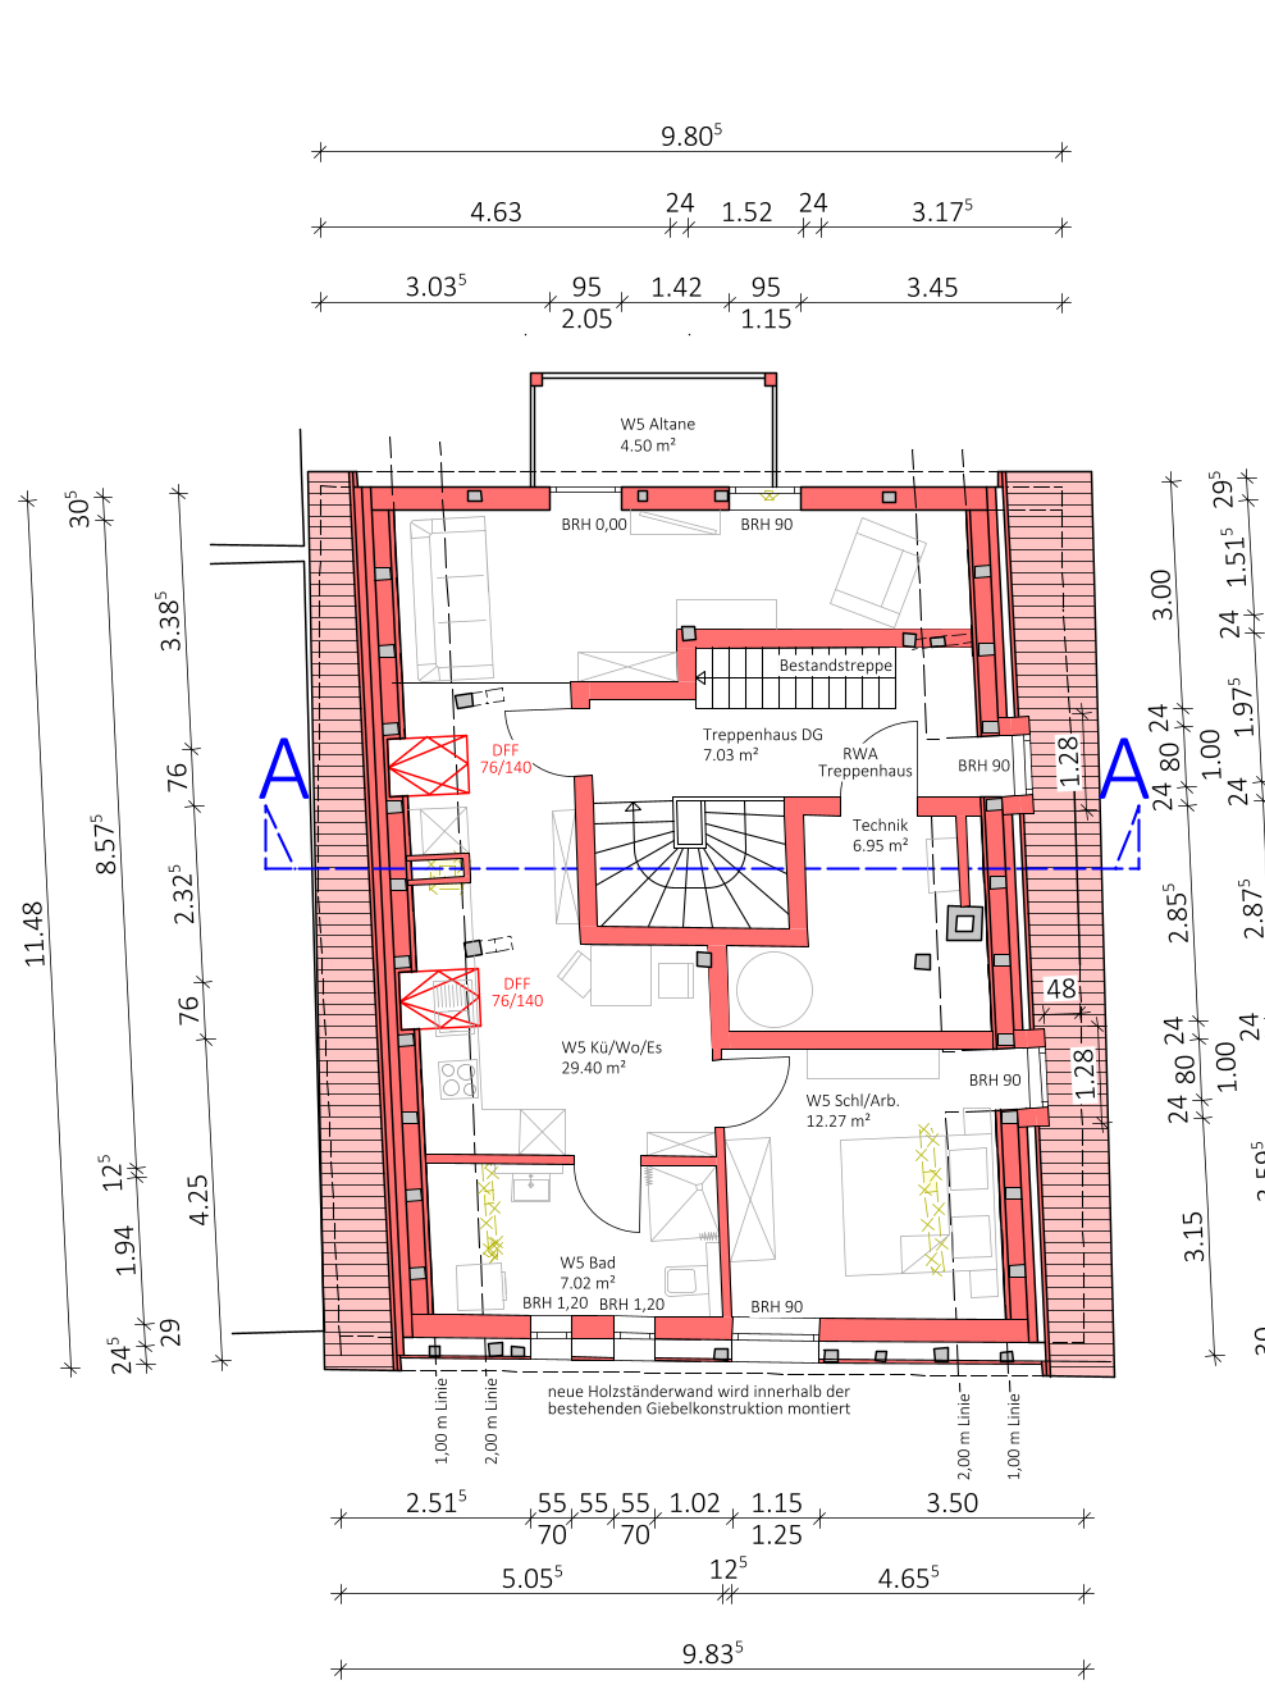 9.80⁵
4.63 24 1.52 24 3.17⁵
3.03⁵ 95 1.42 95 3.45
2.05 1.15
W5 Altane
4.50 m²
BRH 0,00
BRH 90
Bestandstreppe
Treppenhaus DG
7.03 m²
RWA
Treppenhaus
BRH 90
DFF
76/140
A
A
Technik
6.95 m²
DFF
76/140
W5 Kü/Wo/Es
29.40 m²
W5 Schl/Arb.
12.27 m²
BRH 90
W5 Bad
7.02 m²
BRH 1,20
BRH 1,20
BRH 90
neue Holzständerwand wird innerhalb der
bestehenden Giebelkonstruktion montiert
1,00 m Linie
2,00 m Linie
2,00 m Linie
1,00 m Linie
11.48
30⁵
8.57⁵
12⁵
1.94
24⁵
29
3.38⁵
76
2.32⁵
76
4.25
1.28
48
1.28
3.00
24
80
1.00
24
2.85⁵
24
80
1.00
24
3.15
29⁵
1.51⁵
24
1.97⁵
24
2.87⁵
24
2.51⁵ 55 55 55 1.02 1.15 3.50
70 70 1.25
5.05⁵ 12⁵ 4.65⁵
9.83⁵